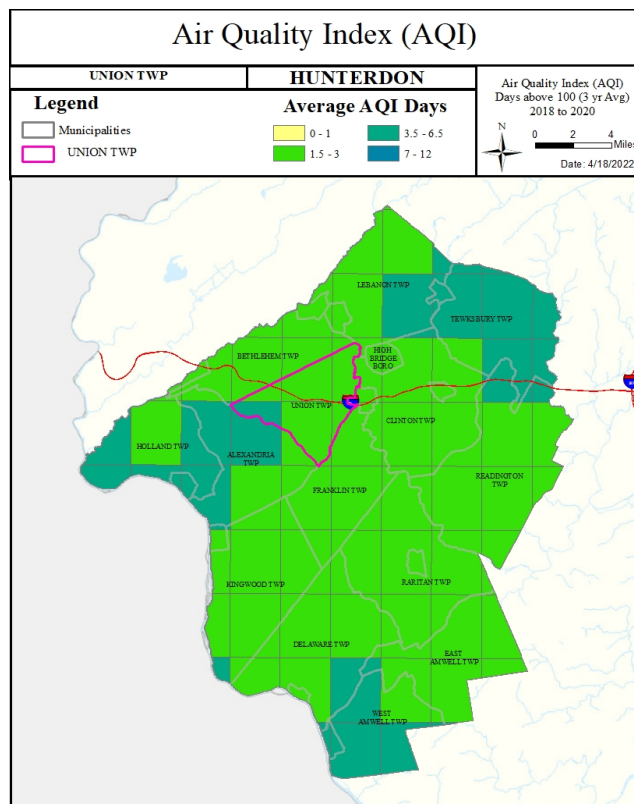 Air Quality Index (AQI)
UNION TWP
HUNTERDON
Legend
Municipalities
UNION TWP
Average AQI Days
0 - 1
1.5 - 3
3.5 - 6.5
7 - 12
Air Quality Index (AQI)
Days above 100 (3 yr Avg)
2018 to 2020
N
0 2 4
Miles
Date: 4/18/2022
LEBANON TWP
TEWKSBURY TWP
BETHLEHEM TWP
HIGH
BRIDGE
BORO
UNION TWP
CLINTON TWP
HOLLAND TWP
ALEXANDRIA
TWP
FRANKLIN TWP
READINGTON
TWP
KINGWOOD TWP
RARITAN TWP
DELAWARE TWP
EAST
AMWELL TWP
WEST
AMWELL TWP